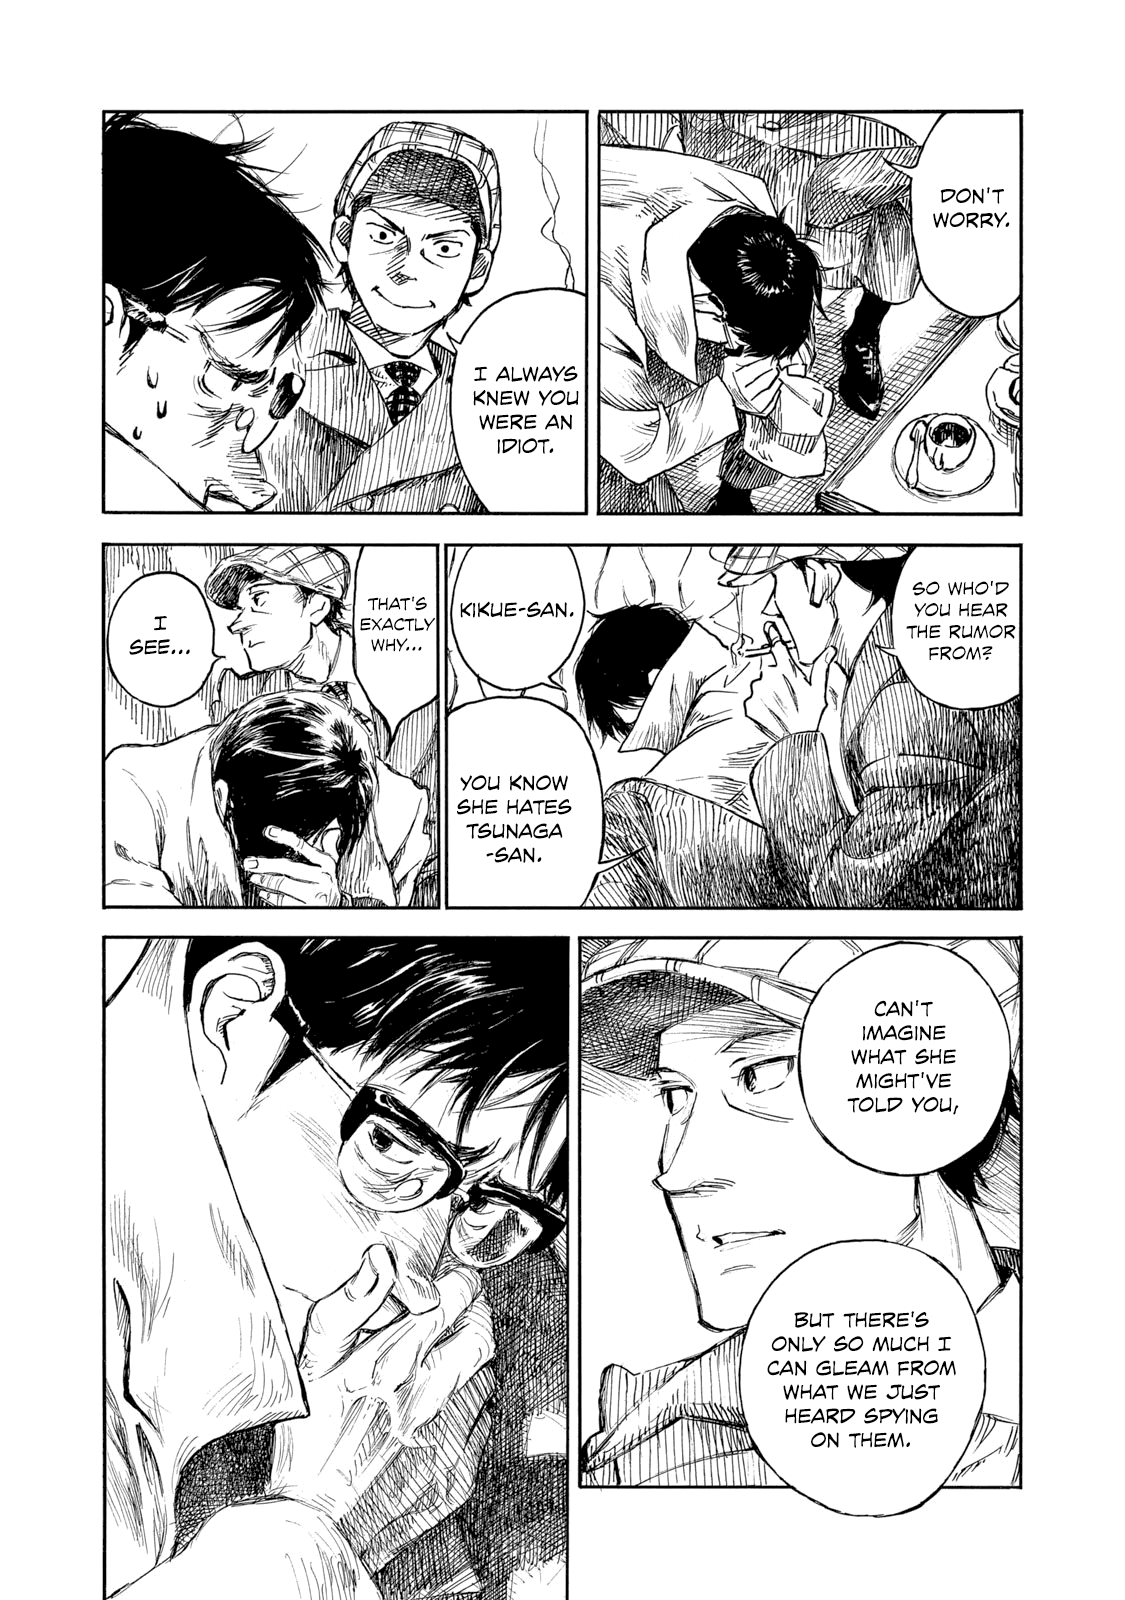 DON'T
WORRY.
I ALWAYS
KNEW YOU
WERE AN
IDIOT.
SO WHO'D
YOU HEAR
THE RUMOR
FROM?
KIKUE-SAN.
YOU KNOW
SHE HATES
TSUNAGA
-SAN.
THAT'S
EXACTLY
WHY...
I
SEE...
CAN'T
IMAGINE
WHAT SHE
MIGHT'VE
TOLD YOU,
BUT THERE'S
ONLY SO MUCH I
CAN GLEAM FROM
WHAT WE JUST
HEARD SPYING
ON THEM.